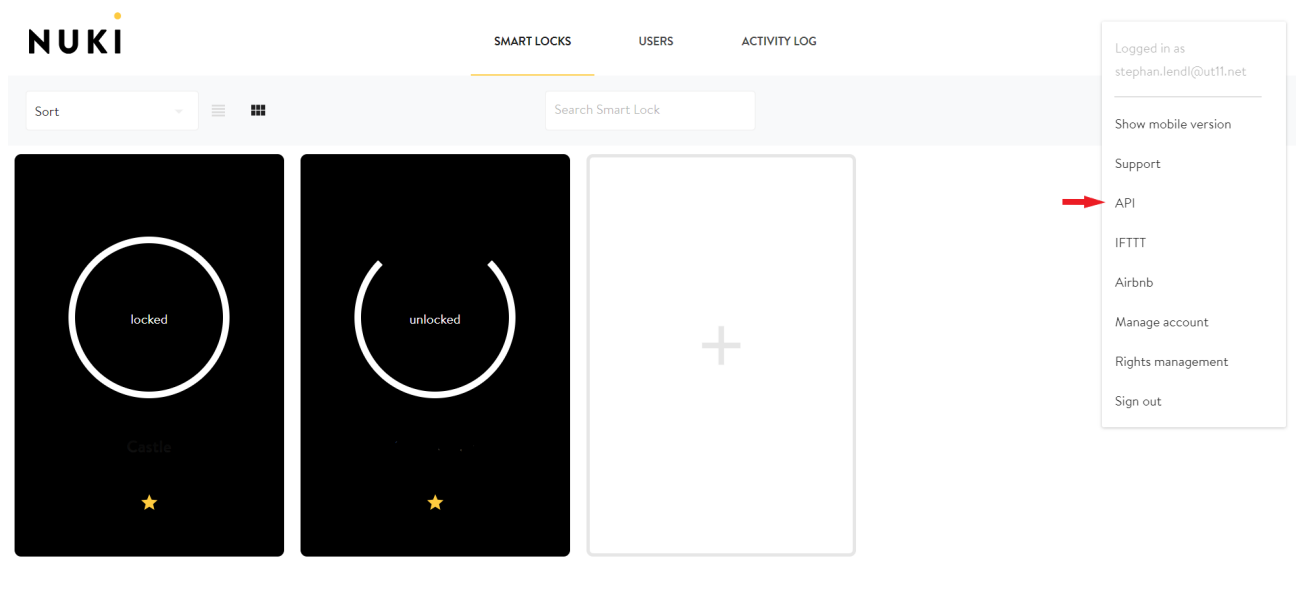 NUKI
SMART LOCKS
USERS
ACTIVITY LOG
Logged in as
stephan.lendl@ut11.net
Sort
Search Smart Lock
Show mobile version
Support
API
IFTTT
Airbnb
Manage account
Rights management
Sign out
locked
unlocked
Castle